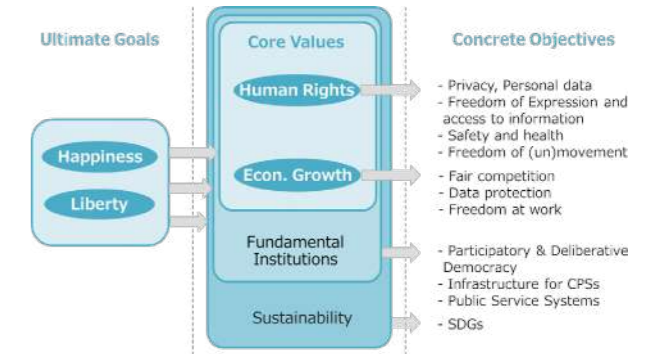 Ultimate Goals
Happiness
Liberty
Core Values
Human Rights
Econ. Growth
Fundamental
Institutions
Sustainability
Concrete Objectives
- Privacy, Personal data
- Freedom of Expression and
access to information
- Safety and health
- Freedom of (un)movement
- Fair competition
- Data protection
- Freedom at work
- Participatory & Deliberative
Democracy
- Infrastructure for CPSs
- Public Service Systems
- SDGs